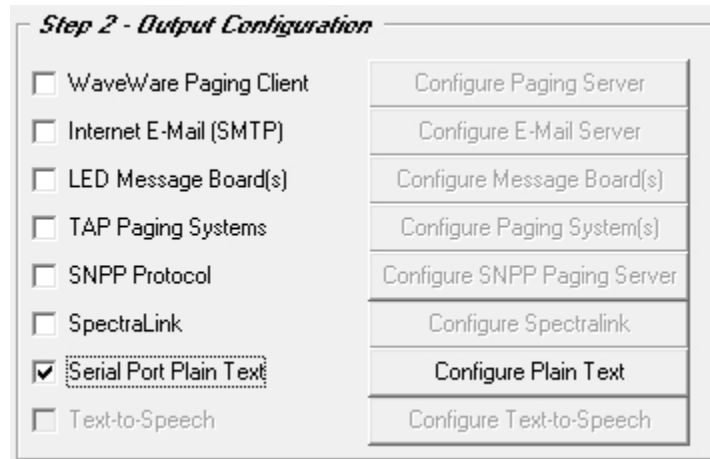 Step 2 - Output Configuration
WaveWare Paging Client Configure Paging Server
Internet E-Mail (SMTP) Configure E-Mail Server
LED Message Board(s) Configure Message Board(s)
TAP Paging Systems Configure Paging System(s)
SNPP Protocol Configure SNPP Paging Server
SpectraLink Configure Spectralink
Serial Port Plain Text Configure Plain Text
Text-to-Speech Configure Text-to-Speech